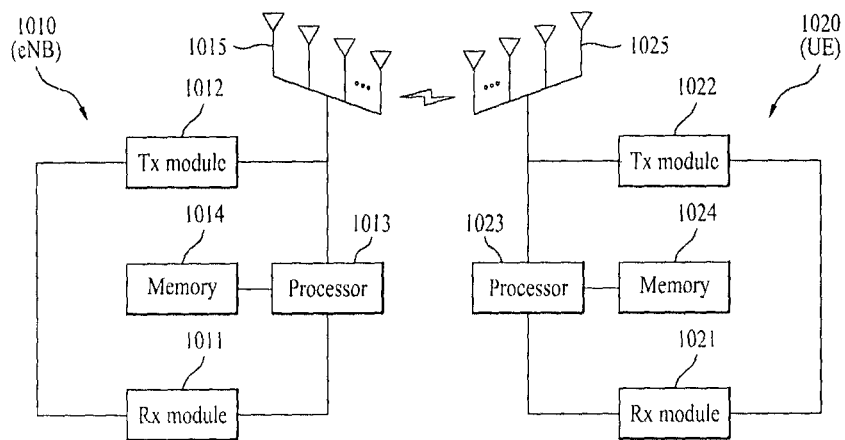 1010
(eNB)
1015
1025
1020
(UE)
1012
Tx module
1022
Tx module
1014
Memory
1013
Processor
1023
Processor
1024
Memory
1011
Rx module
1021
Rx module